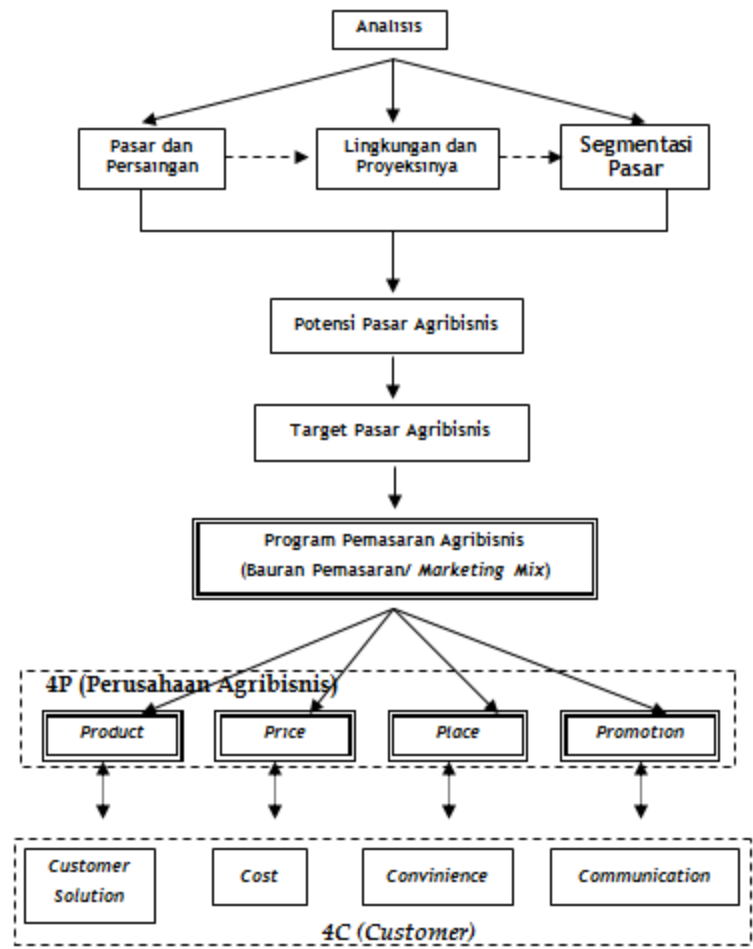 Analisis
Pasar dan
Persaingan
Lingkungan dan
Proyeksinya
Segmentasi
Pasar
Potensi Pasar Agribisnis
Target Pasar Agribisnis
Program Pemasaran Agribisnis
(Bauran Pemasaran/ Marketing Mix)
4P (Perusahaan Agribisnis)
Product
Price
Place
Promotion
Customer
Solution
Cost
Convinience
Communication
4C (Customer)